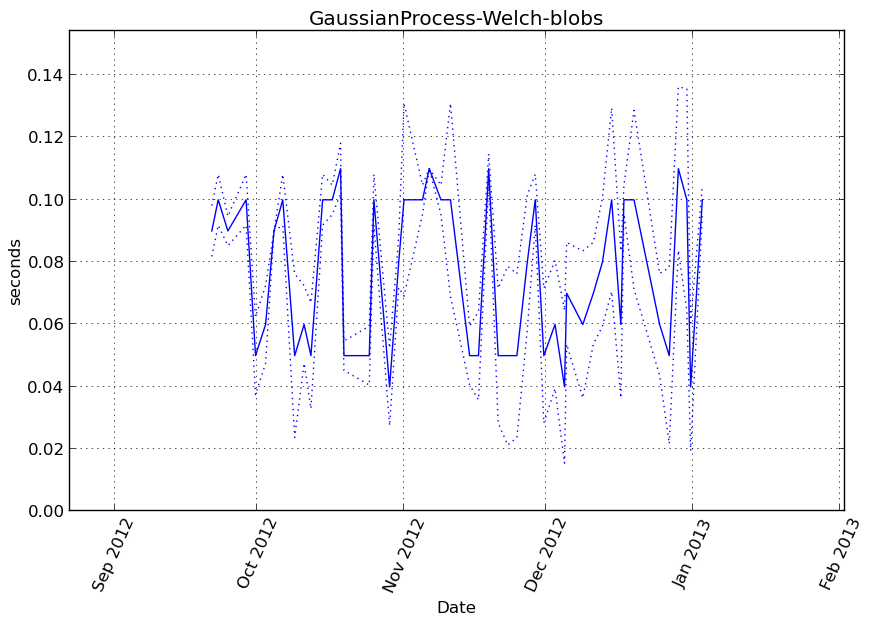 GaussianProcess-Welch-blobs
0.14
0.12
0.10
0.08
0.06
0.04
0.02
0.00
seconds
Sep 2012
Oct 2012
Nov 2012
Dec 2012
Jan 2013
Feb 2013
Date